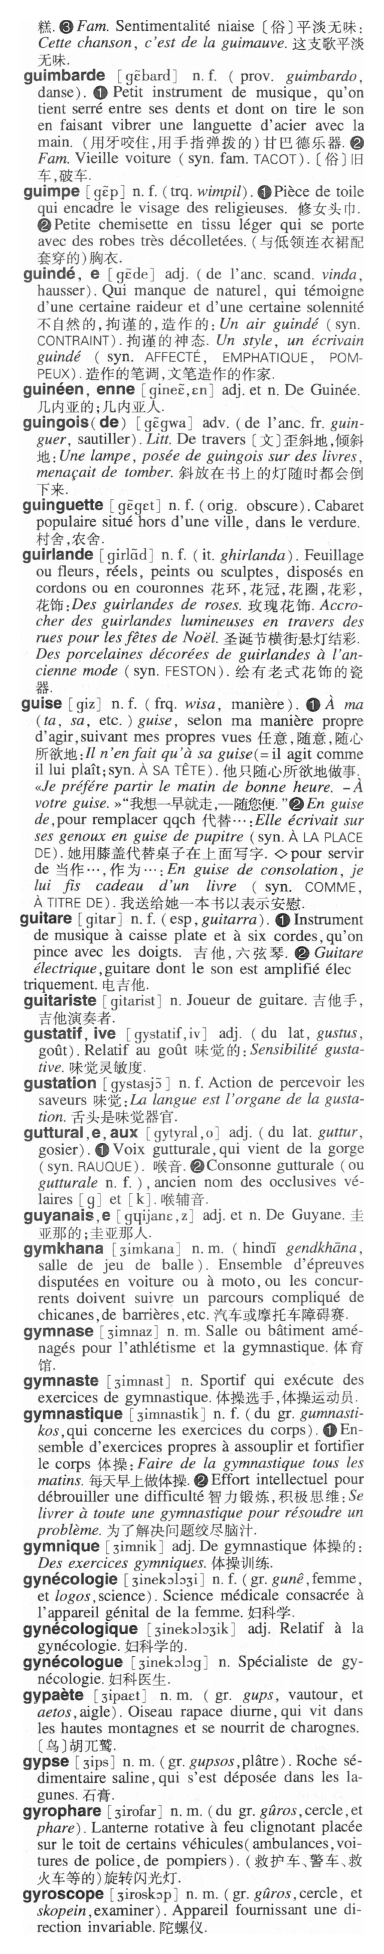 糕. ❸ Fam. Sentimentalité niaise〔俗〕平淡无味:
Cette chanson, c'est de la guimauve. 这支歌平淡
无味.
guimbarde [gɛ̃bard] n. f. ( prov. guimbardo,
danse). ❶ Petit instrument de musique, qu'on
tient serré entre ses dents et dont on tire le son
en faisant vibrer une languette d'acier avec la
main. (用牙咬住,用手指弹拨的)甘巴德乐器. ❷
Fam. Vieille voiture ( syn. fam. TACOT).〔俗〕旧
车,破车.
guimpe [gɛ̃p] n. f. (trq. wimpil). ❶Pièce de toile
qui encadre le visage des religieuses. 修女头巾.
❷Petite chemisette en tissu léger qui se porte
avec des robes très décolletées. (与低领连衣裙配
套穿的)胸衣.
guindé, e [gɛ̃de] adj. (de l'anc. scand. vinda,
hausser). Qui manque de naturel, qui témoigne
d'une certaine raideur et d'une certaine solennité
不自然的,拘谨的,造作的: Un air guindé (syn.
CONTRAINT). 拘谨的神态. Un style, un écrivain
guindé ( syn. AFFECTÉ, EMPHATIQUE, POM-
PEUX). 造作的笔调,文笔造作的作家.
guinéen, enne [gineɛ̃,ɛn] adj. et n. De Guinée.
几内亚的;几内亚人.
guingois(de) [gɛ̃gwa] adv. (de l'anc. fr. guin-
guer, sautiller). Litt. De travers〔文〕歪斜地,倾斜
地: Une lampe, posée de guingois sur des livres,
menaçait de tomber. 斜放在书上的灯随时都会倒
下来.
guinguette [gɛ̃gɛt] n. f. (orig. obscure). Cabaret
populaire situé hors d'une ville, dans le verdure.
村舍,农舍.
guirlande [girlɑ̃d] n. f. (it. ghirlanda). Feuillage
ou fleurs, réels, peints ou sculptes, disposés en
cordons ou en couronnes 花环,花冠,花圈,花彩,
花饰:Des guirlandes de roses. 玫瑰花饰. Accro-
cher des guirlandes lumineuses en travers des
rues pour les fêtes de Noël. 圣诞节横街悬灯结彩.
Des porcelaines décorées de guirlandes à l'an-
cienne mode (syn. FESTON). 绘有老式花饰的瓷
器.
guise [giz] n. f. (frq. wisa, manière). ❶ À ma
(ta, sa, etc.) guise, selon ma manière propre
d'agir,suivant mes propres vues 任意,随意,随心
所欲地:Il n'en fait qu'à sa guise(=il agit comme
il lui plaît;syn. À SA TÊTE). 他只随心所欲地做事.
«Je préfére partir le matin de bonne heure. –À
votre guise. »“我想一早就走,一随您便.”❷En guise
de,pour remplacer qqch 代替…:Elle écrivait sur
ses genoux en guise de pupitre (syn. À LA PLACE
DE). 她用膝盖代替桌子在上面写字. ◇pour servir
de 当作…,作为…: En guise de consolation, je
lui fis cadeau d'un livre ( syn. COMME,
À TITRE DE). 我送给她一本书以表示安慰.
guitare [gitar] n. f. (esp, guitarra). ❶ Instrument
de musique à caisse plate et à six cordes,qu'on
pince avec les doigts. 吉他,六弦琴. ❷ Guitare
électrique,guitare dont le son est amplifié élec
triquement. 电吉他.
guitariste [gitarist] n. Joueur de guitare. 吉他手,
吉他演奏者.
gustatif, ive [gystatif,iv] adj. (du lat, gustus,
goût). Relatif au goût 味觉的: Sensibilité gusta-
tive. 味觉灵敏度.
gustation [gystasjɔ̃] n. f. Action de percevoir les
saveurs 味觉: La langue est l'organe de la gusta-
tion. 舌头是味觉器官.
guttural,e,aux [gytyral,o] adj. (du lat. guttur,
gosier). ❶ Voix gutturale,qui vient de la gorge
(syn. RAUQUE). 喉音. ❷Consonne gutturale (ou
gutturale n. f. ), ancien nom des occlusives vé-
laires [g] et [k]. 喉辅音.
guyanais,e [gɥijanɛ,z] adj. et n. De Guyane. 圭
亚那的;圭亚那人.
gymkhana [ʒimkana] n. m. ( hindī gendkhāna,
salle de jeu de balle). Ensemble d'épreuves
disputées en voiture ou à moto, ou les concur-
rents doivent suivre un parcours compliqué de
chicanes,de barrières,etc. 汽车或摩托车障碍赛.
gymnase [ʒimnaz] n. m. Salle ou bâtiment amé-
nagés pour l'athlétisme et la gymnastique. 体育
馆.
gymnaste [ʒimnast] n. Sportif qui exécute des
exercices de gymnastique. 体操选手,体操运动员.
gymnastique [ʒimnastik] n. f. (du gr. gumnasti-
kos,qui concerne les exercices du corps). ❶En-
semble d'exercices propres à assouplir et fortifier
le corps 体操: Faire de la gymnastique tous les
matins. 每天早上做体操. ❷ Effort intellectuel pour
débrouiller une difficulté 智力锻炼,积极思维: Se
livrer à toute une gymnastique pour résoudre un
problème. 为了解决问题绞尽脑汁.
gymnique [ʒimnik] adj. De gymnastique 体操的:
Des exercices gymniques. 体操训练.
gynécologie [ʒinekɔlɔʒi] n. f. (gr. gunê,femme,
et logos,science). Science médicale consacrée à
l'appareil génital de la femme. 妇科学.
gynécologique [ʒinekɔlɔʒik] adj. Relatif à la
gynécologie. 妇科学的.
gynécologue [ʒinekɔlɔg] n. Spécialiste de gy-
nécologie. 妇科医生.
gypaète [ʒipaɛt] n. m. ( gr. gups, vautour, et
aetos,aigle). Oiseau rapace diurne, qui vit dans
les hautes montagnes et se nourrit de charognes.
〔鸟〕胡兀鹫.
gypse [ʒips] n. m. (gr. gupsos,plâtre). Roche sé-
dimentaire saline, qui s'est déposée dans les la-
gunes. 石膏.
gyrophare [ʒirofar] n. m. (du gr. gûros,cercle,et
phare). Lanterne rotative à feu clignotant placée
sur le toit de certains véhicules(ambulances,voi-
tures de police,de pompiers). (救护车、警车、救
火车等的)旋转闪光灯.
gyroscope [ʒiroskɔp] n. m. (gr. gûros,cercle, et
skopein,examiner). Appareil fournissant une di-
rection invariable. 陀螺仪.